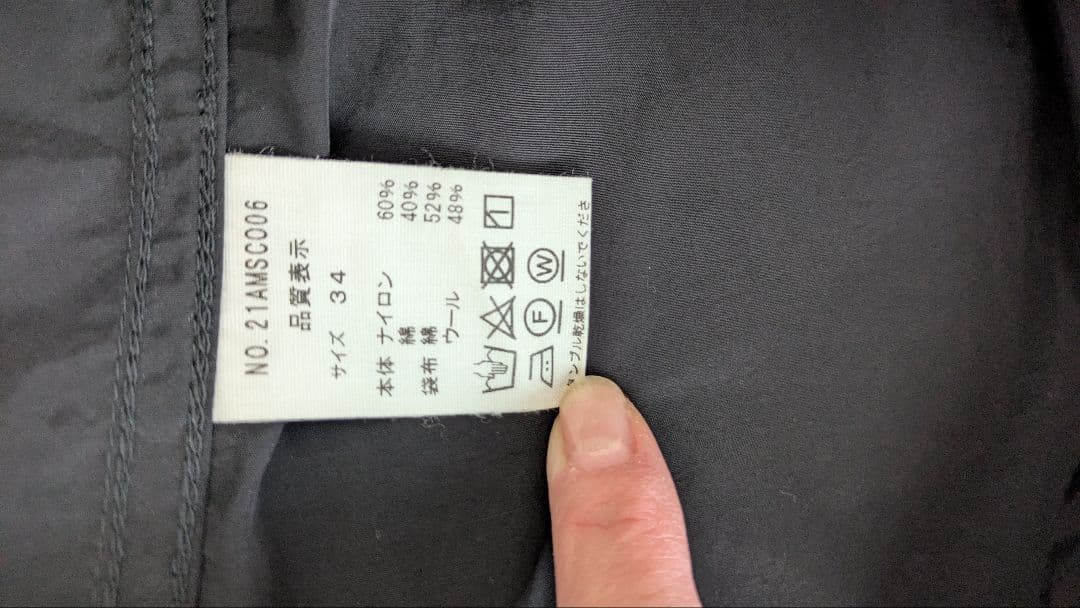 NO.21AMSC006
品質表示
サイズ 34
本体 ナイロン 60%
綿 40%
袋布 綿 52%
ウール 48%
F W
タンブル乾燥はしないでくださ